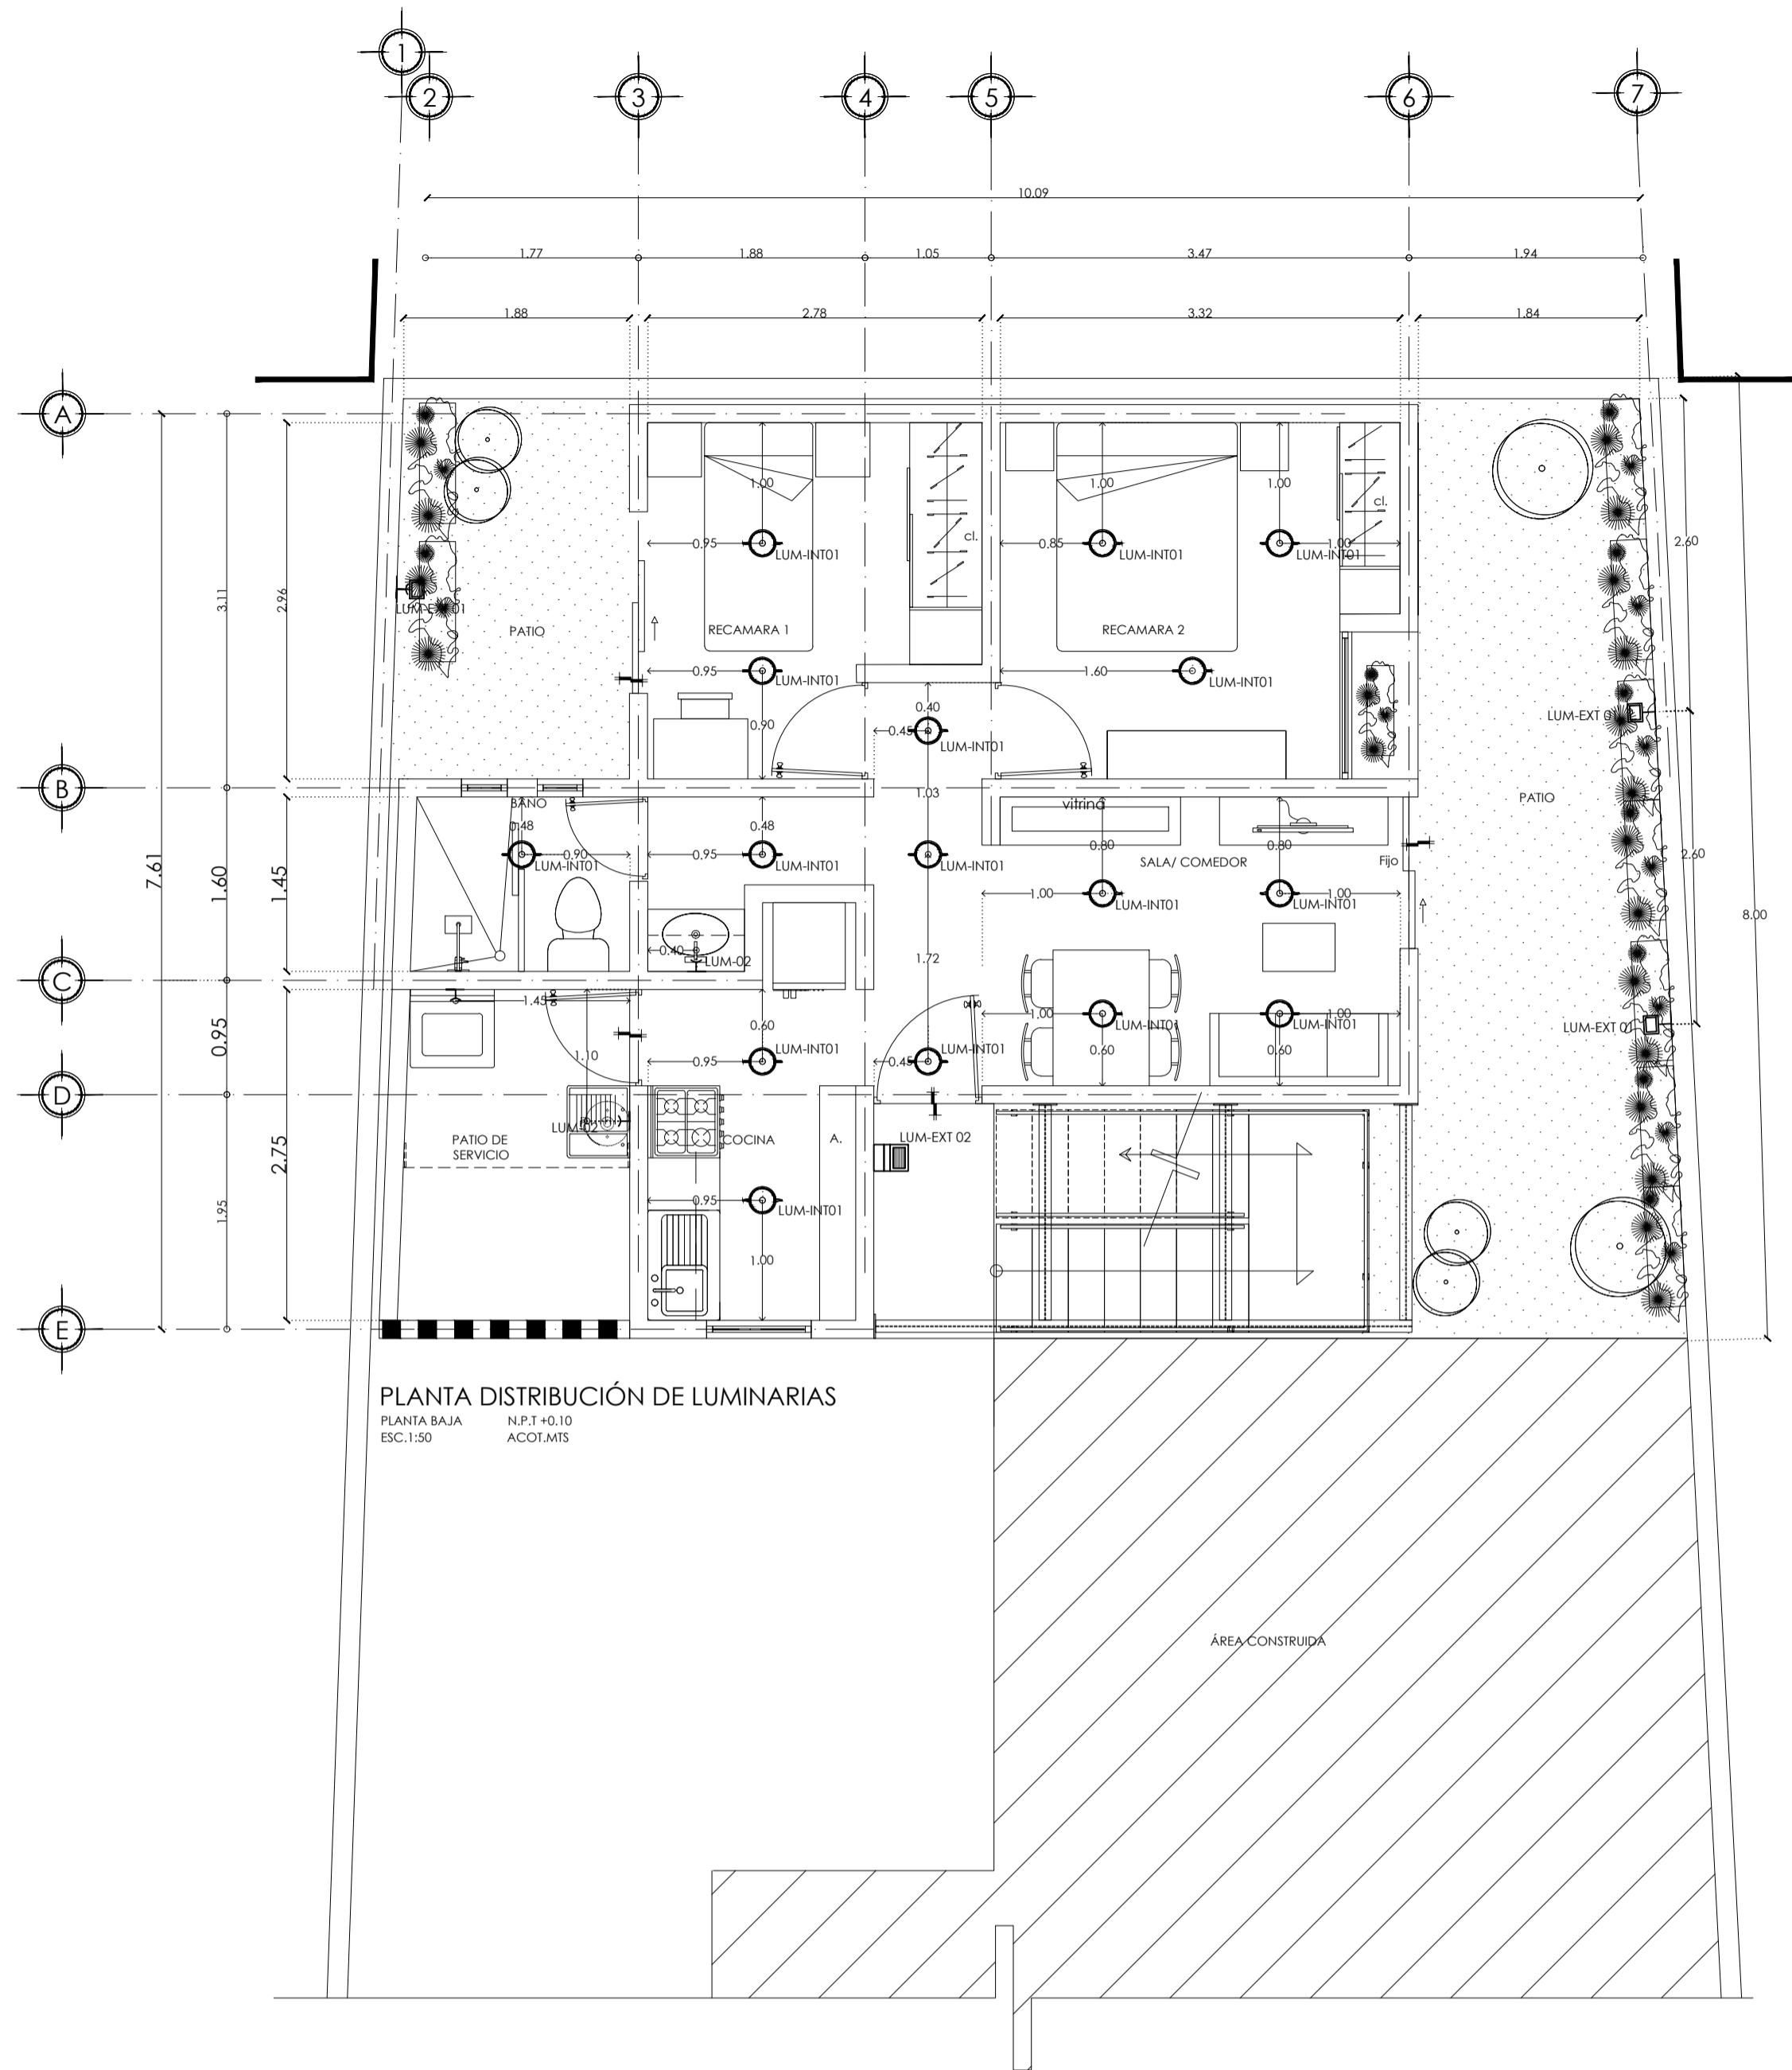 1
2
3
4
5
6
7
10.09
1.77
1.88
1.05
3.47
1.94
1.88
2.78
3.32
1.84
A
1.00
1.00
1.00
cl.
cl.
0.95
LUM-INT01
0.85
LUM-INT01
1.00
LUM-INT01
2.60
3.11
2.96
LUM-EXT 01
PATIO
RECAMARA 1
RECAMARA 2
0.95
LUM-INT01
1.60
LUM-INT01
0.40
0.90
0.45
LUM-INT01
LUM-EXT 0
B
1.03
PATIO
BAÑO
vitrina
0.48
0.48
0.90
LUM-INT01
0.95
LUM-INT01
LUM-INT01
0.80
0.80
SALA/ COMEDOR
Fijo
2.60
7.61
1.60
1.45
1.00
LUM-INT01
1.00
LUM-INT01
8.00
0.40
LUM-02
1.72
C
1.45
1.00
LUM-INT01
1.00
LUM-INT01
LUM-EXT 01
0.95
0.60
1.10
0.95
LUM-INT01
0.45
LUM-INT01
0.60
0.60
D
LUM-02
PATIO DE
SERVICIO
COCINA
A.
LUM-EXT 02
2.75
1.95
0.95
LUM-INT01
1.00
E
PLANTA DISTRIBUCIÓN DE LUMINARIAS
PLANTA BAJA N.P.T +0.10
ESC.1:50 ACOT.MTS
ÁREA CONSTRUIDA